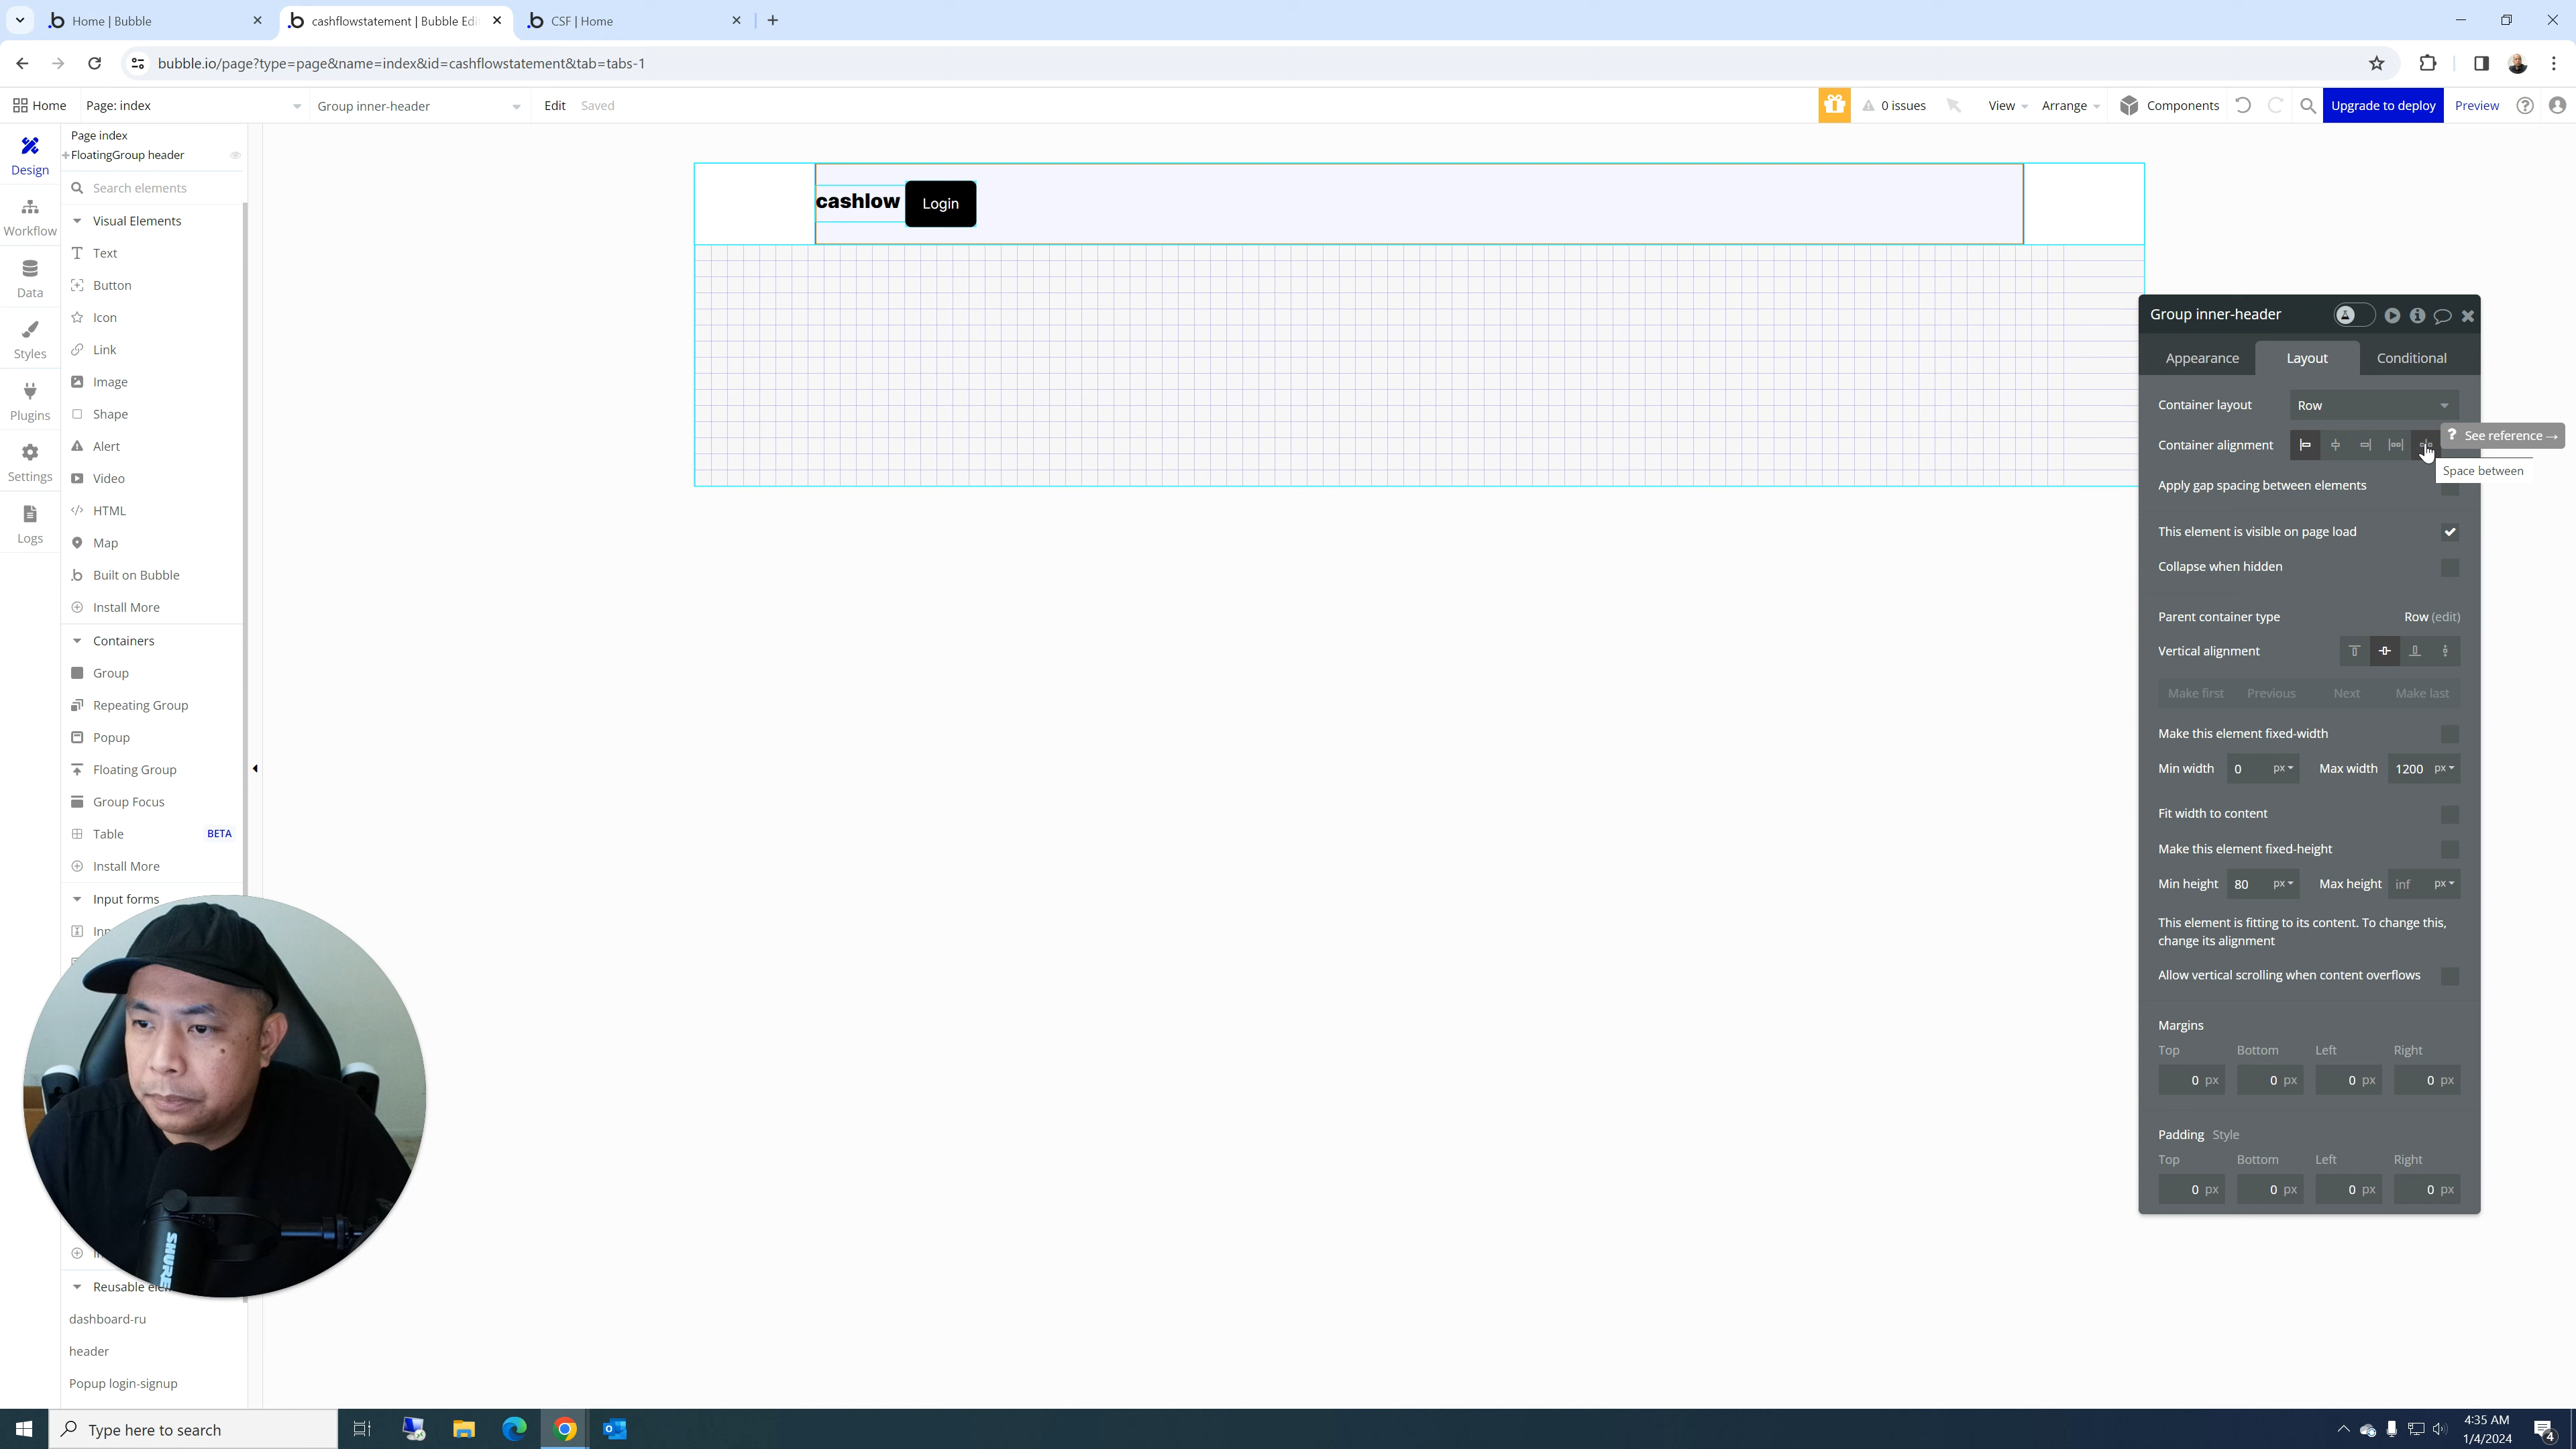 Home | Bubble
cashflowstatement | Bubble Edi
CSF | Home
bubble.io/page?type=page&name=index&id=cashflowstatement&tab=tabs-1
Home
Page: index
Group inner-header
Edit
Saved
0 issues
View
Arrange
Components
Upgrade to deploy
Preview
Design
Workflow
Data
Styles
Plugins
Settings
Logs
Page index
+FloatingGroup header
Search elements
Visual Elements
Text
Button
Icon
Link
Image
Shape
Alert
Video
HTML
Map
Built on Bubble
Install More
Containers
Group
Repeating Group
Popup
Floating Group
Group Focus
Table BETA
Install More
Input forms
Reusable
dashboard-ru
header
Popup login-signup
cashlow
Login
Group inner-header
Appearance
Layout
Conditional
Container layout
Row
Container alignment
? See reference →
Space between
Apply gap spacing between elements
This element is visible on page load
Collapse when hidden
Parent container type
Row (edit)
Vertical alignment
Make first
Previous
Next
Make last
Make this element fixed-width
Min width 0 px
Max width 1200 px
Fit width to content
Make this element fixed-height
Min height 80 px
Max height inf px
This element is fitting to its content. To change this,
change its alignment
Allow vertical scrolling when content overflows
Margins
Top Bottom Left Right
0 px 0 px 0 px 0 px
Padding Style
Top Bottom Left Right
0 px 0 px 0 px 0 px
SHURE
Type here to search
4:35 AM
1/4/2024
4